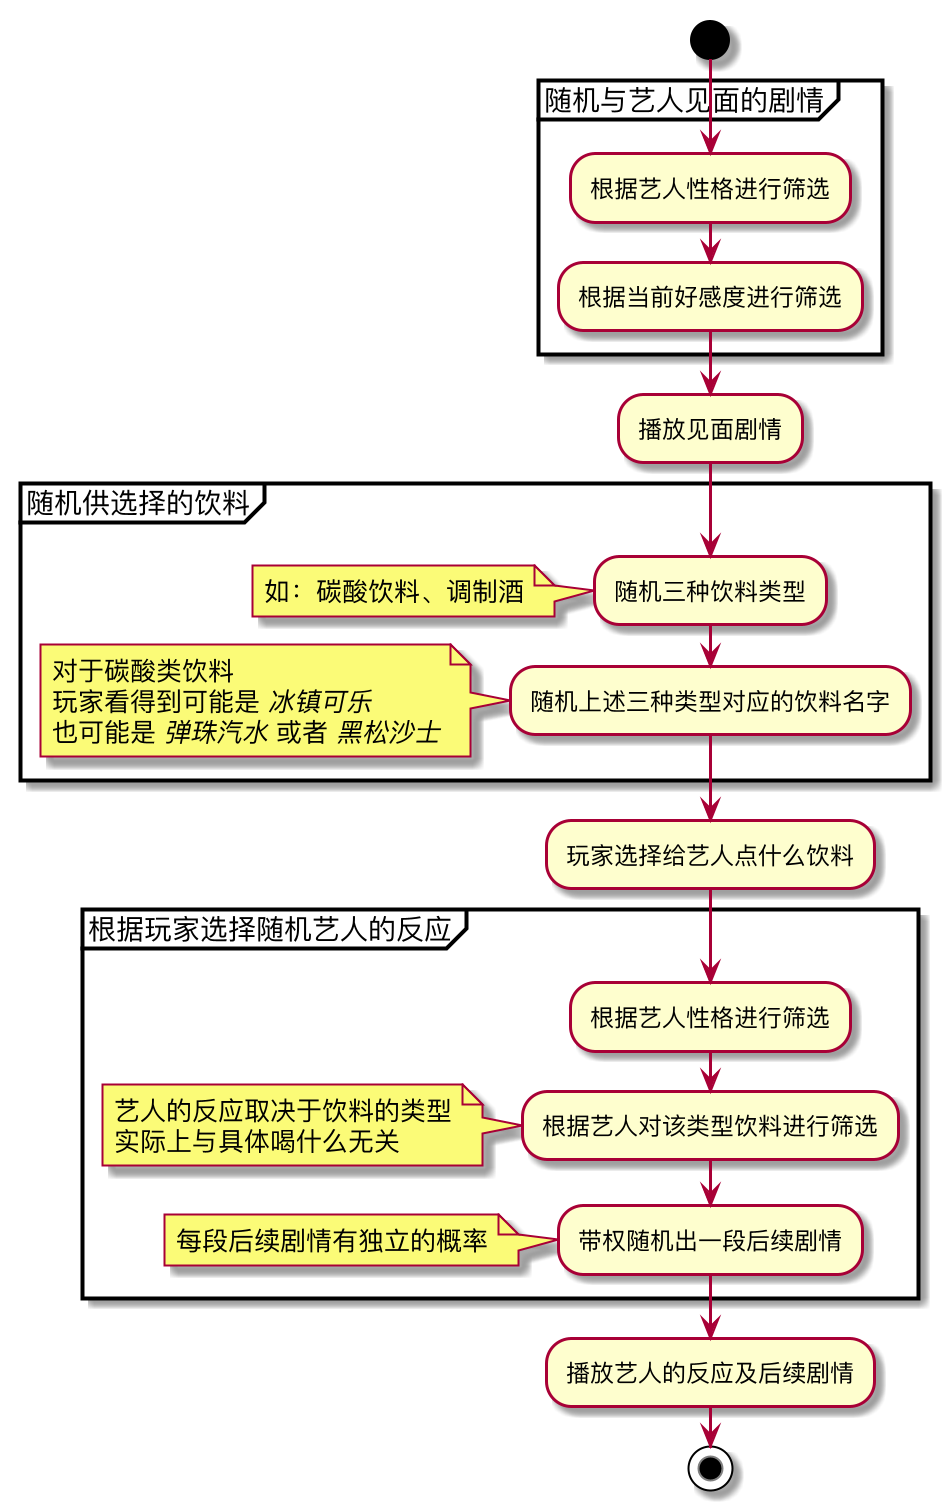 随机与艺人见面的剧情
根据艺人性格进行筛选
根据当前好感度进行筛选
播放见面剧情
随机供选择的饮料
如：碳酸饮料、调制酒
随机三种饮料类型
对于碳酸类饮料
玩家看得到可能是 冰镇可乐
也可能是 弹珠汽水 或者 黑松沙士
随机上述三种类型对应的饮料名字
玩家选择给艺人点什么饮料
根据玩家选择随机艺人的反应
根据艺人性格进行筛选
艺人的反应取决于饮料的类型
实际上与具体喝什么无关
根据艺人对该类型饮料进行筛选
每段后续剧情有独立的概率
带权随机出一段后续剧情
播放艺人的反应及后续剧情